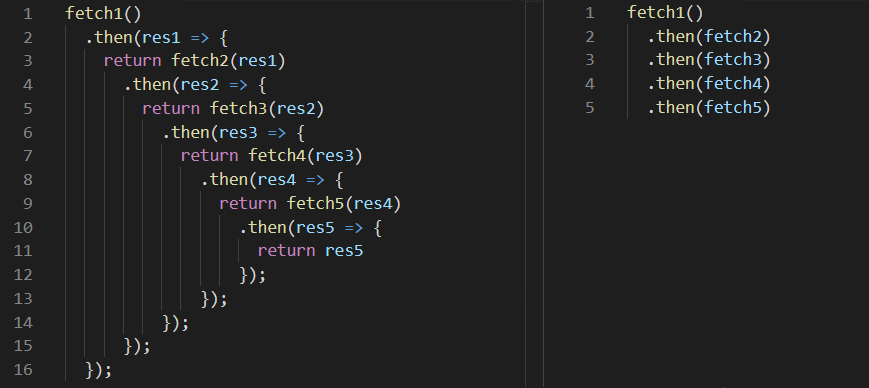 1 fetch1()
2 .then(res1 => {
3 return fetch2(res1)
4 .then(res2 => {
5 return fetch3(res2)
6 .then(res3 => {
7 return fetch4(res3)
8 .then(res4 => {
9 return fetch5(res4)
10 .then(res5 => {
11 return res5
12 });
13 });
14 });
15 });
16 });
1 fetch1()
2 .then(fetch2)
3 .then(fetch3)
4 .then(fetch4)
5 .then(fetch5)